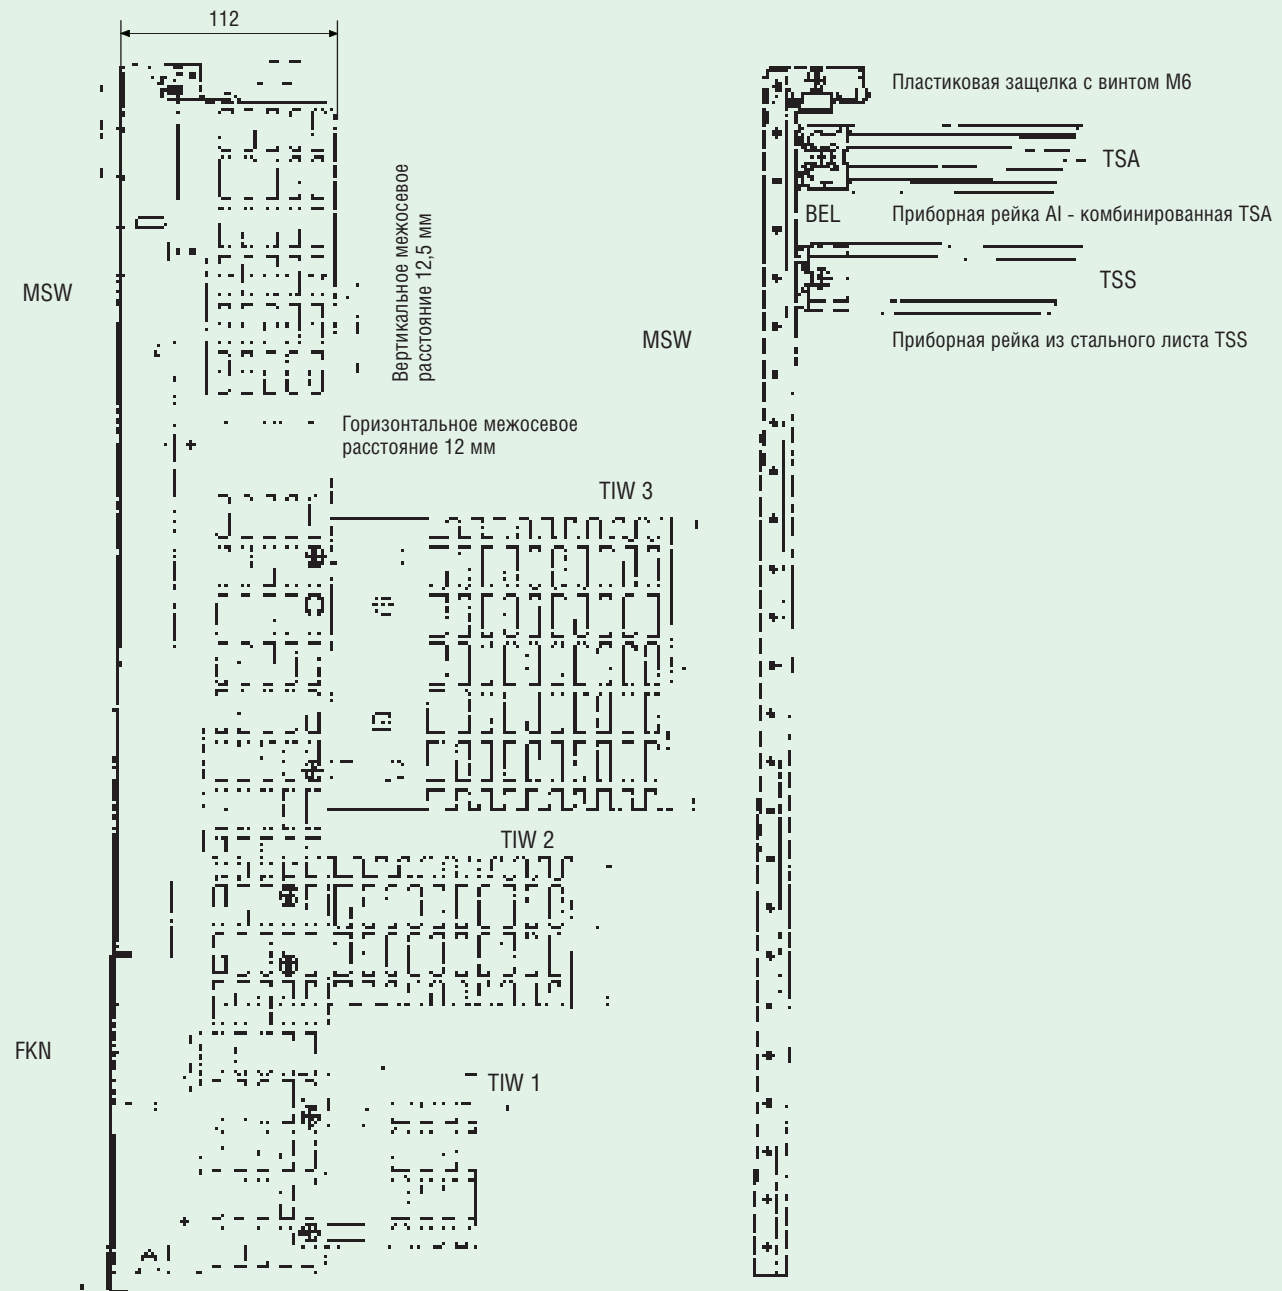 112
Пластиковая защелка с винтом М6
TSA
BEL
Приборная рейка Al - комбинированная TSA
Вертикальное межосевое
расстояние 12,5 мм
MSW
TSS
MSW
Приборная рейка из стального листа TSS
Горизонтальное межосевое
расстояние 12 мм
TIW 3
TIW 2
FKN
TIW 1